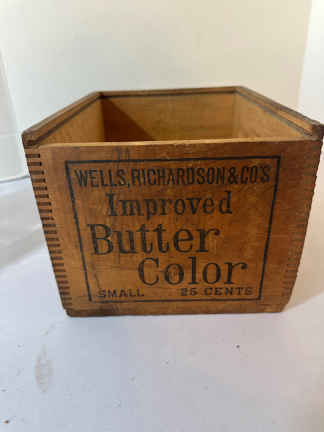 WELLS, RICHARDSON & CO'S
Improved
Butter
Color
SMALL 25 CENTS